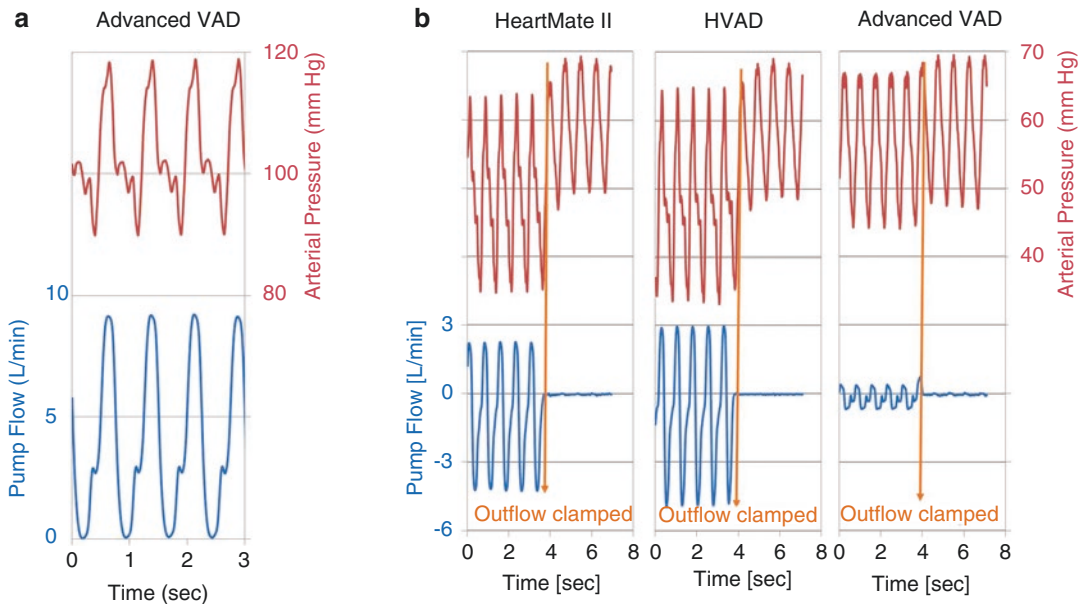 a
Advanced VAD
120
100
80
Arterial Pressure (mm Hg)
10
5
0
Pump Flow (L/min)
0 1 2 3
Time (sec)
b
HeartMate II
HVAD
Advanced VAD
70
60
50
40
Arterial Pressure (mm Hg)
3
0
-3
-6
Pump Flow [L/min]
Outflow clamped
Outflow clamped
Outflow clamped
0 2 4 6 8
0 2 4 6 8
0 2 4 6 8
Time [sec]
Time [sec]
Time [sec]